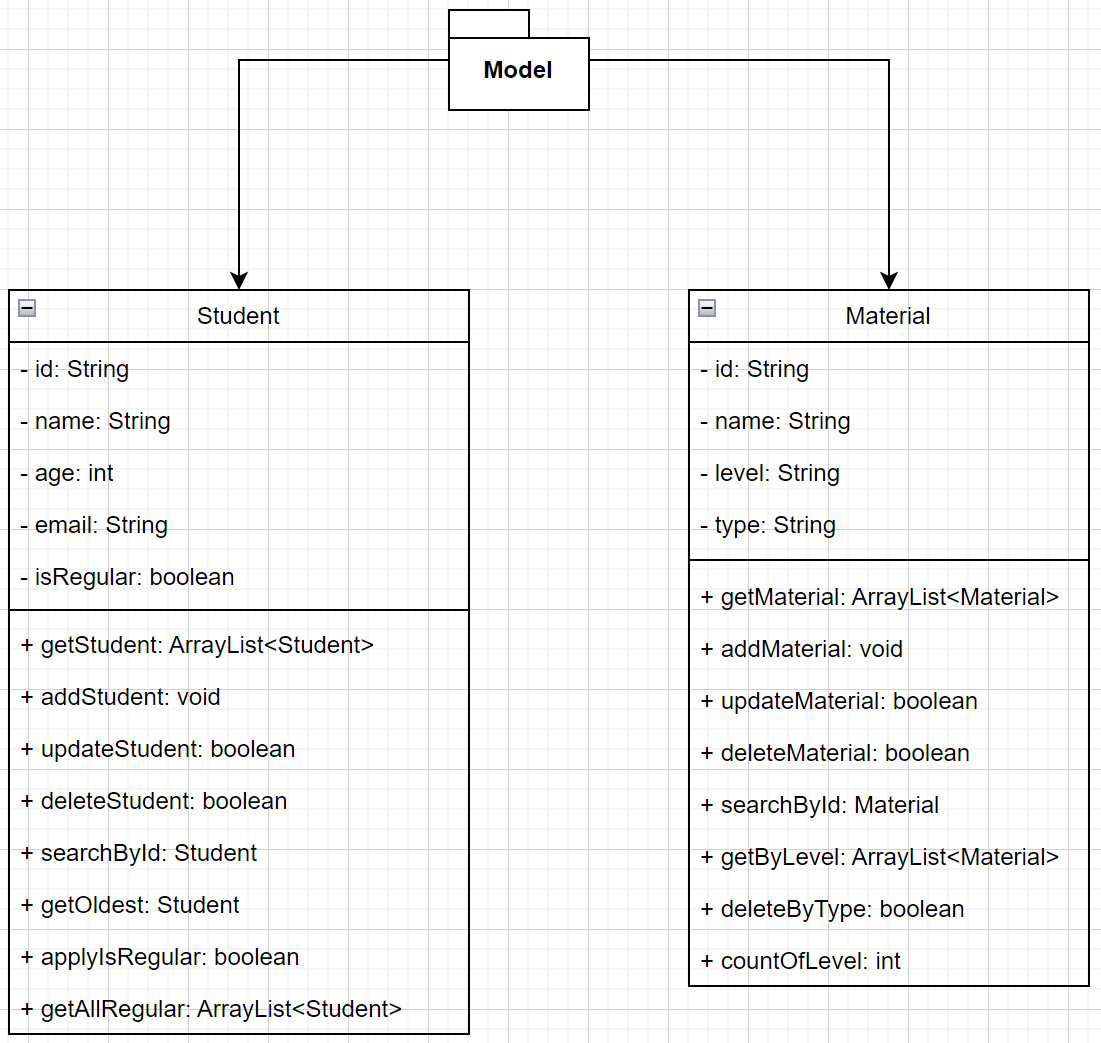 Model
Student
- id: String
- name: String
- age: int
- email: String
- isRegular: boolean
+ getStudent: ArrayList<Student>
+ addStudent: void
+ updateStudent: boolean
+ deleteStudent: boolean
+ searchById: Student
+ getOldest: Student
+ applyIsRegular: boolean
+ getAllRegular: ArrayList<Student>
Material
- id: String
- name: String
- level: String
- type: String
+ getMaterial: ArrayList<Material>
+ addMaterial: void
+ updateMaterial: boolean
+ deleteMaterial: boolean
+ searchById: Material
+ getByLevel: ArrayList<Material>
+ deleteByType: boolean
+ countOfLevel: int